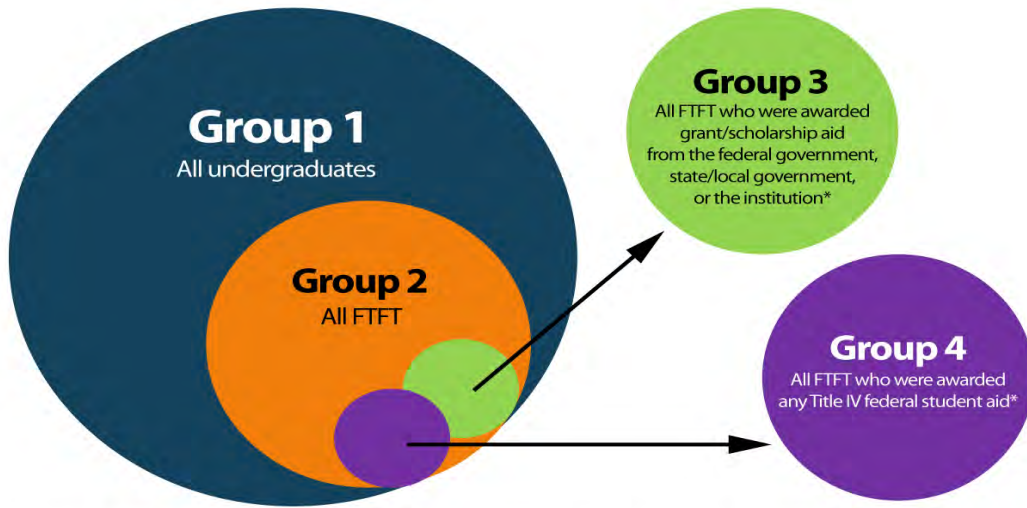 Group 1
All undergraduates
Group 2
All FTFT
Group 3
All FTFT who were awarded
grant/scholarship aid
from the federal government,
state/local government,
or the institution*
Group 4
All FTFT who were awarded
any Title IV federal student aid*